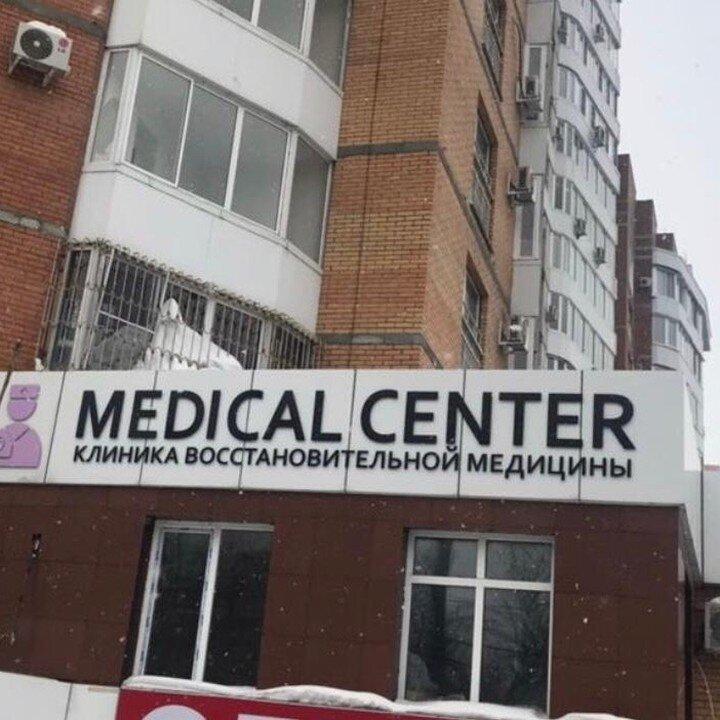 MEDICAL CENTER
КЛИНИКА ВОССТАНОВИТЕЛЬНОЙ МЕДИЦИНЫ